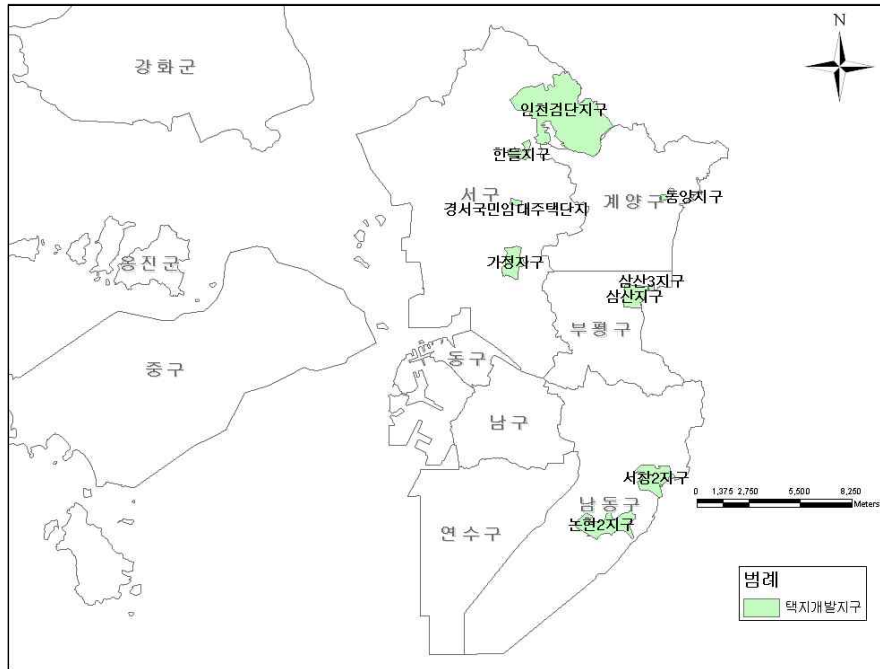 N
강화군
인천검단지구
한들지구
서구
계양구
동양지구
경서국민임대주택단지
옹진군
가정지구
삼산3지구
삼산지구
부평구
중구
동구
남구
서창2지구
0 1,375 2,750 5,500 8,250
Meters
남동구
논현2지구
연수구
범례
택지개발지구